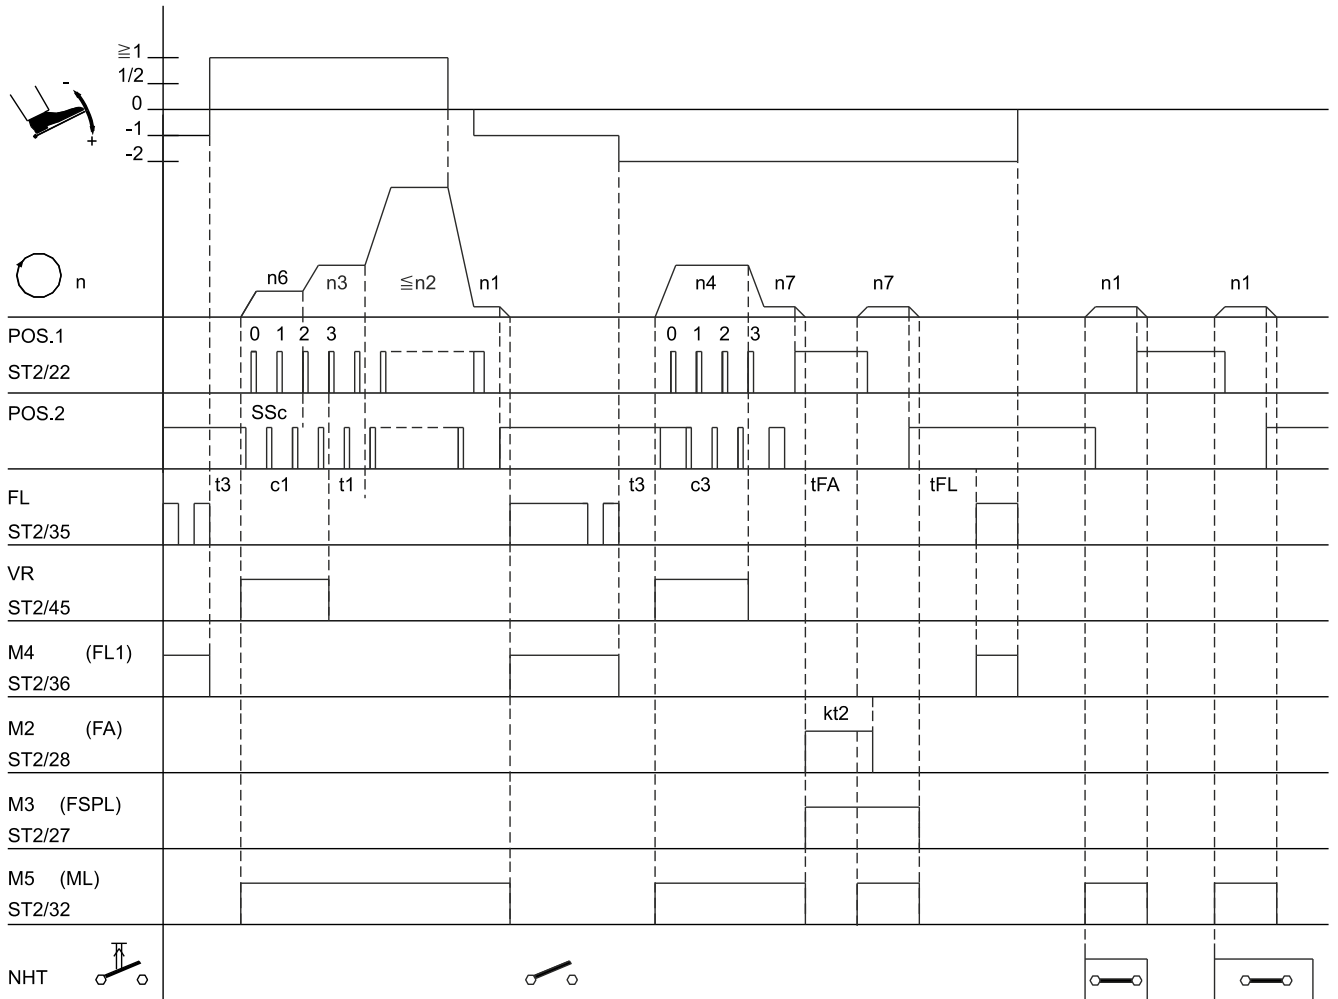 ≧1
1/2
0
-1
-2
-
+
n
n6
n3
≦n2
n1
n4
n7
n7
n1
n1
POS.1
0 1 2 3
0 1 2 3
ST2/22
POS.2
SSc
t3 c1 t1
t3 c3 tFA tFL
FL
ST2/35
VR
ST2/45
M4 (FL1)
ST2/36
M2 (FA)
kt2
ST2/28
M3 (FSPL)
ST2/27
M5 (ML)
ST2/32
NHT